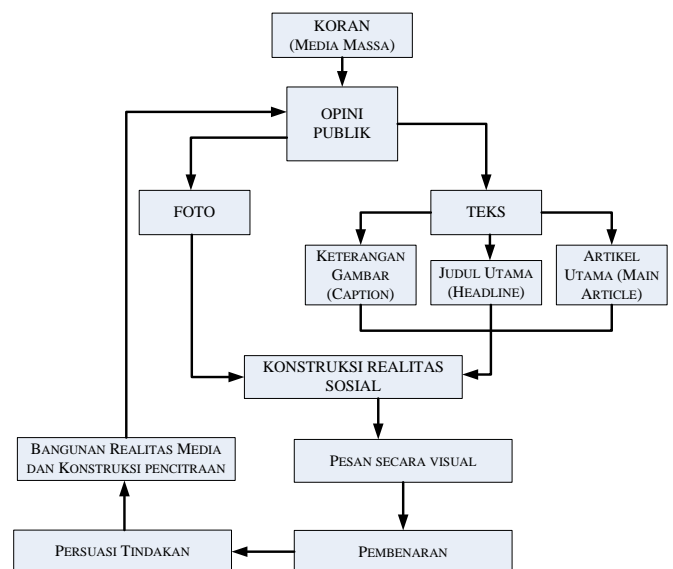 KORAN
(MEDIA MASSA)
OPINI
PUBLIK
FOTO
TEKS
KETERANGAN
GAMBAR
(CAPTION)
JUDUL UTAMA
(HEADLINE)
ARTIKEL
UTAMA (MAIN
ARTICLE)
KONSTRUKSI REALITAS
SOSIAL
BANGUNAN REALITAS MEDIA
DAN KONSTRUKSI PENCITRAAN
PESAN SECARA VISUAL
PERSUASI TINDAKAN
PEMBENARAN